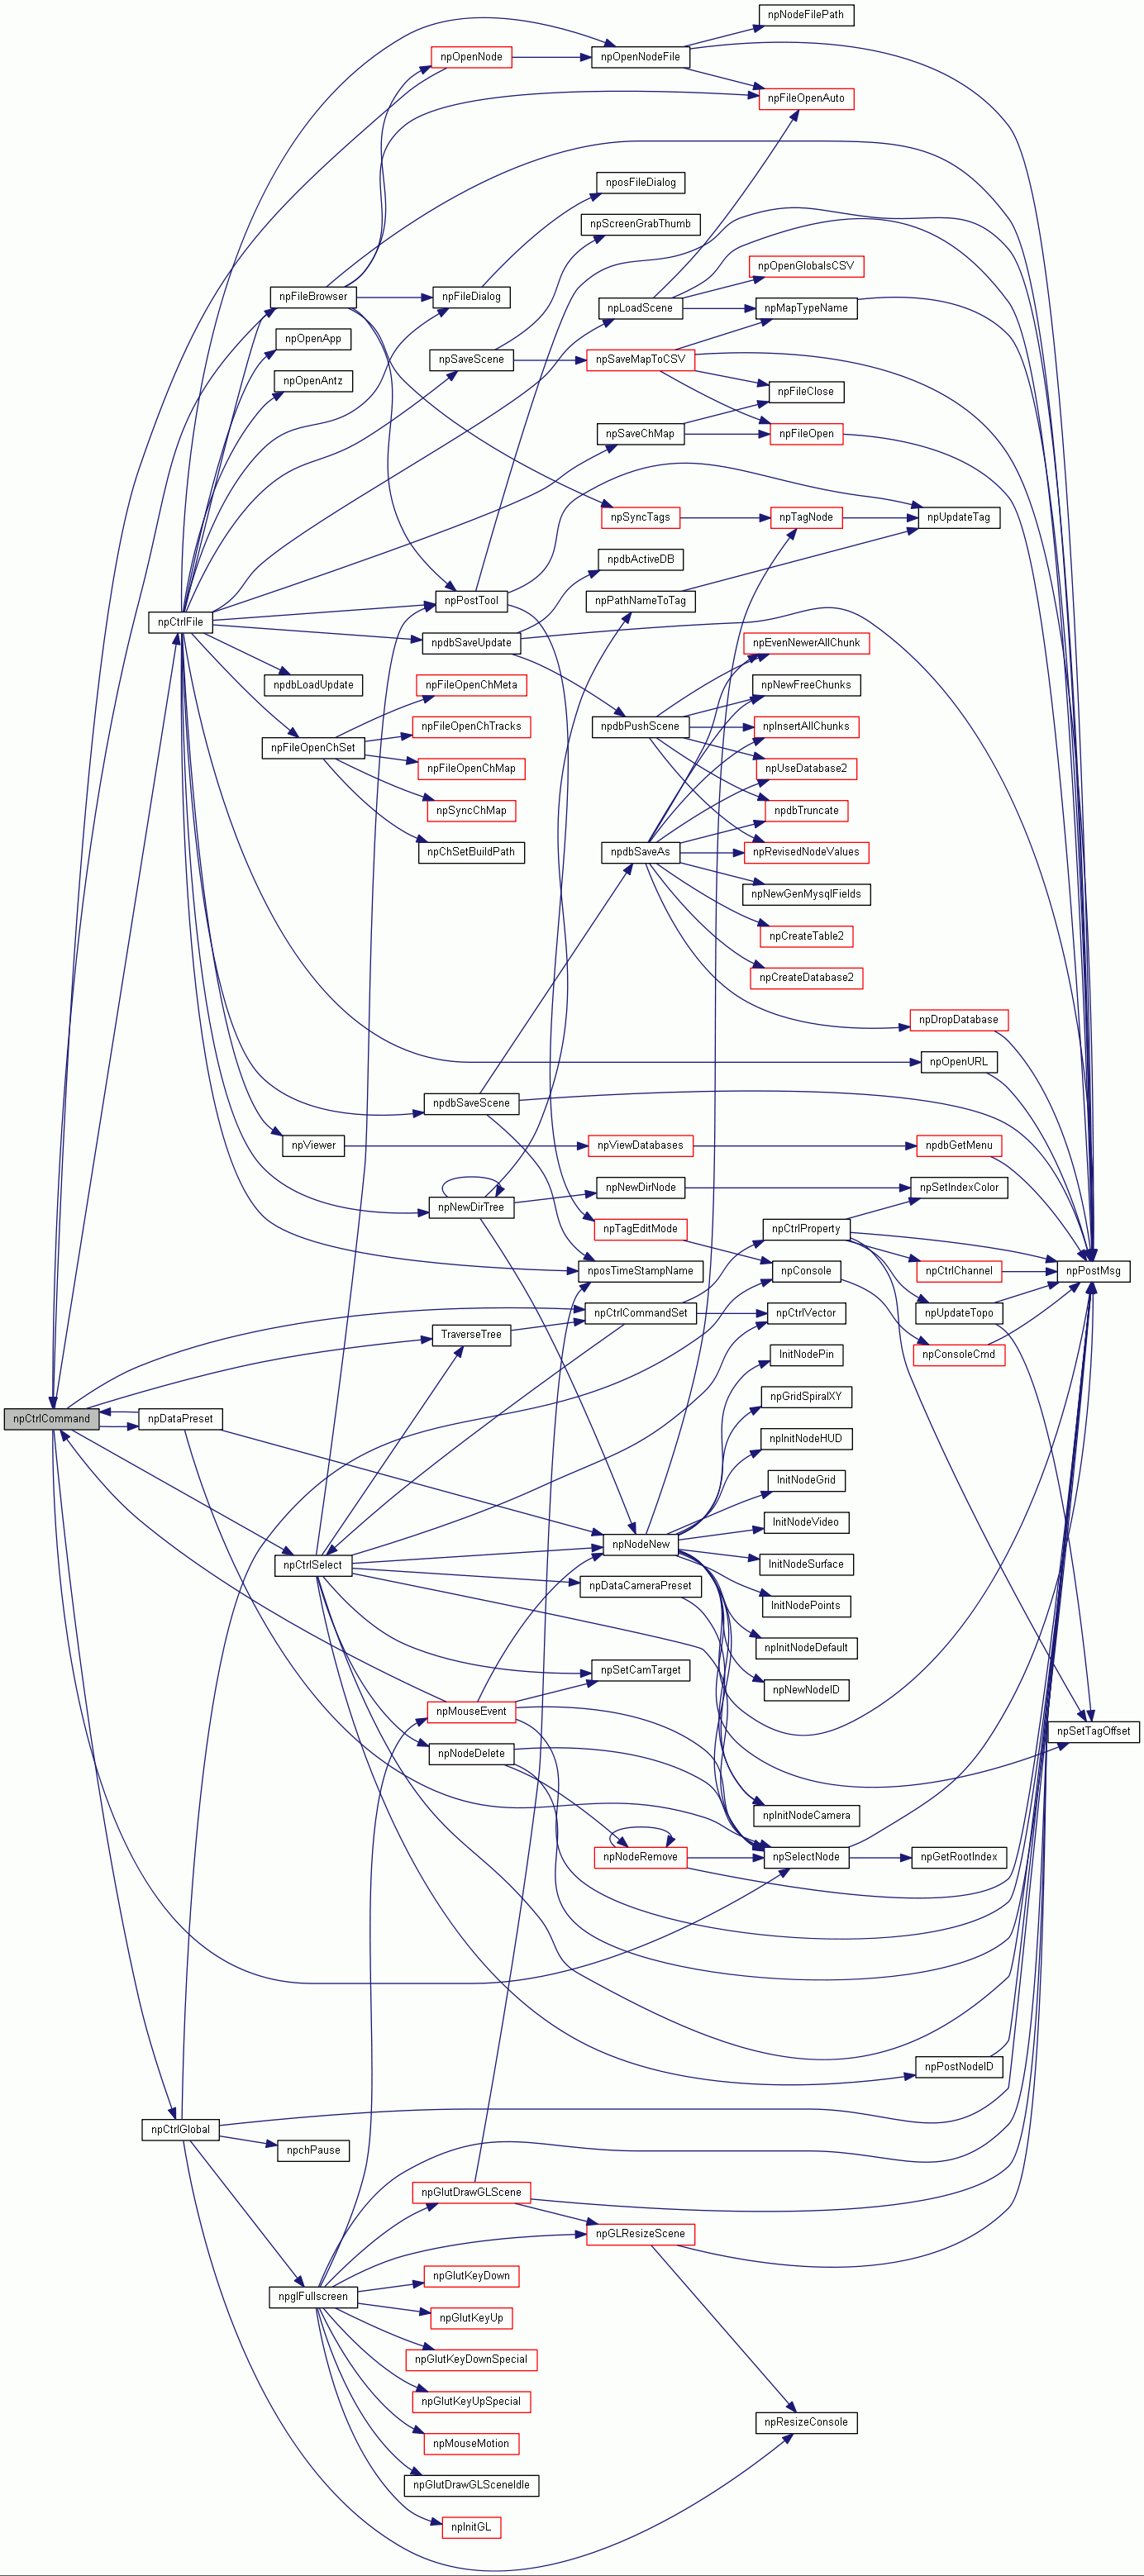 npNodeFilePath
npOpenNode
npOpenNodeFile
npFileOpenAuto
nposFileDialog
npScreenGrabThumb
npOpenGlobalsCSV
npFileBrowser
npFileDialog
npLoadScene
npMapTypeName
npOpenApp
npSaveScene
npSaveMapToCSV
npOpenAntz
npFileClose
npSaveChMap
npFileOpen
npSyncTags
npTagNode
npUpdateTag
npdbActiveDB
npPostTool
npPathNameToTag
npCtrlFile
npdbSaveUpdate
npEvenNewerAllChunk
npdbLoadUpdate
npFileOpenChMeta
npNewFreeChunks
npFileOpenChTracks
npdbPushScene
npInsertAllChunks
npFileOpenChSet
npFileOpenChMap
npUseDatabase2
npSyncChMap
npdbTruncate
npChSetBuildPath
npdbSaveAs
npRevisedNodeValues
npNewGenMysqlFields
npCreateTable2
npCreateDatabase2
npDropDatabase
npOpenURL
npdbSaveScene
npViewer
npViewDatabases
npdbGetMenu
npNewDirNode
npSetIndexColor
npNewDirTree
npTagEditMode
npCtrlProperty
nposTimeStampName
npConsole
npCtrlChannel
npPostMsg
npCtrlCommandSet
npCtrlVector
npUpdateTopo
TraverseTree
InitNodePin
npConsoleCmd
npGridSpiralXY
npCtrlCommand
npDataPreset
npInitNodeHUD
InitNodeGrid
InitNodeVideo
npNodeNew
npCtrlSelect
InitNodeSurface
npDataCameraPreset
InitNodePoints
npInitNodeDefault
npSetCamTarget
npNewNodeID
npMouseEvent
npSetTagOffset
npNodeDelete
npInitNodeCamera
npNodeRemove
npSelectNode
npGetRootIndex
npPostNodeID
npCtrlGlobal
npchPause
npGlutDrawGLScene
npGLResizeScene
npGlutKeyDown
npglFullscreen
npGlutKeyUp
npGlutKeyDownSpecial
npGlutKeyUpSpecial
npResizeConsole
npMouseMotion
npGlutDrawGLSceneIdle
npInitGL